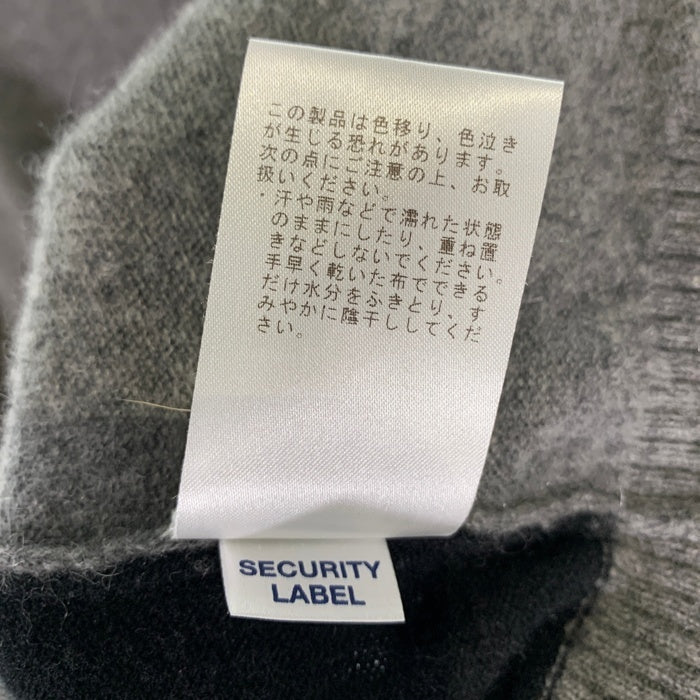 この製品は色移り、色泣き
が生じる恐れがあります。
次の点にご注意の上、お取
扱いください。
・汗や雨などで濡れた状態
のままにしたり、重ね置
きなどしないでください。
手早く乾いた布でできる
だけ水分をふきとり、す
みやかに陰干ししてくだ
さい。
SECURITY
LABEL